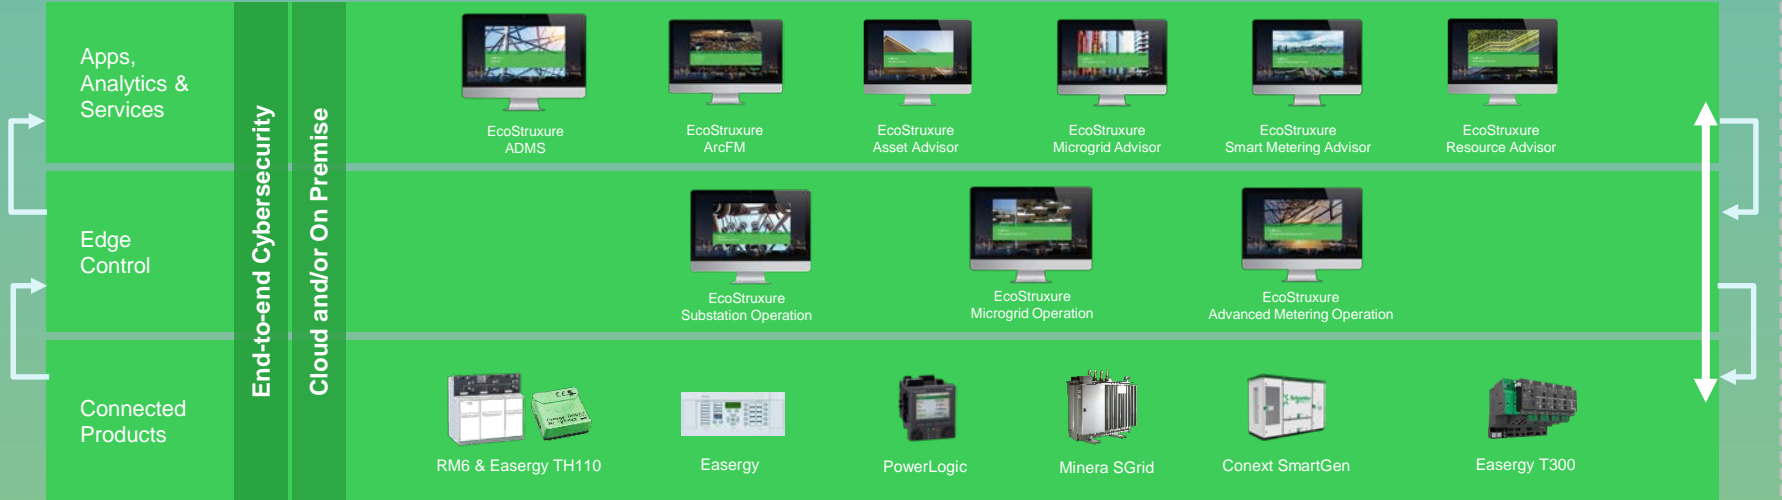 Apps,
Analytics &
Services
End-to-end Cybersecurity
Cloud and/or On Premise
EcoStruxure
ADMS
EcoStruxure
ArcFM
EcoStruxure
Asset Advisor
EcoStruxure
Microgrid Advisor
EcoStruxure
Smart Metering Advisor
EcoStruxure
Resource Advisor
Edge
Control
EcoStruxure
Substation Operation
EcoStruxure
Microgrid Operation
EcoStruxure
Advanced Metering Operation
Connected
Products
RM6 & Easergy TH110
Easergy
PowerLogic
Minera SGrid
Schneider
Conext SmartGen
Easergy T300